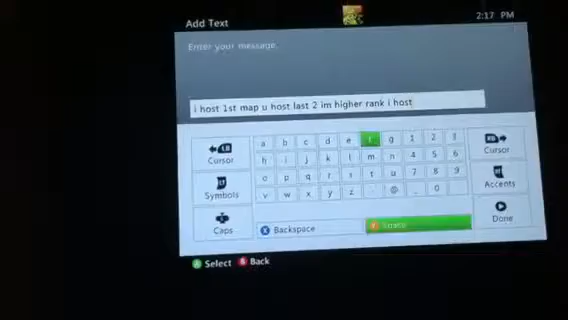 Add Text
2:17 PM
Enter your message.
i host 1st map u host last 2 im higher rank i host
LB Cursor
a b c d e f g 1 2 3
RB Cursor
h i j k l m n 4 5 6
Symbols
o p q r s t u 7 8 9
Accents
v w x y z - @ _ 0
Caps
X Backspace
Y Space
Done
A Select B Back